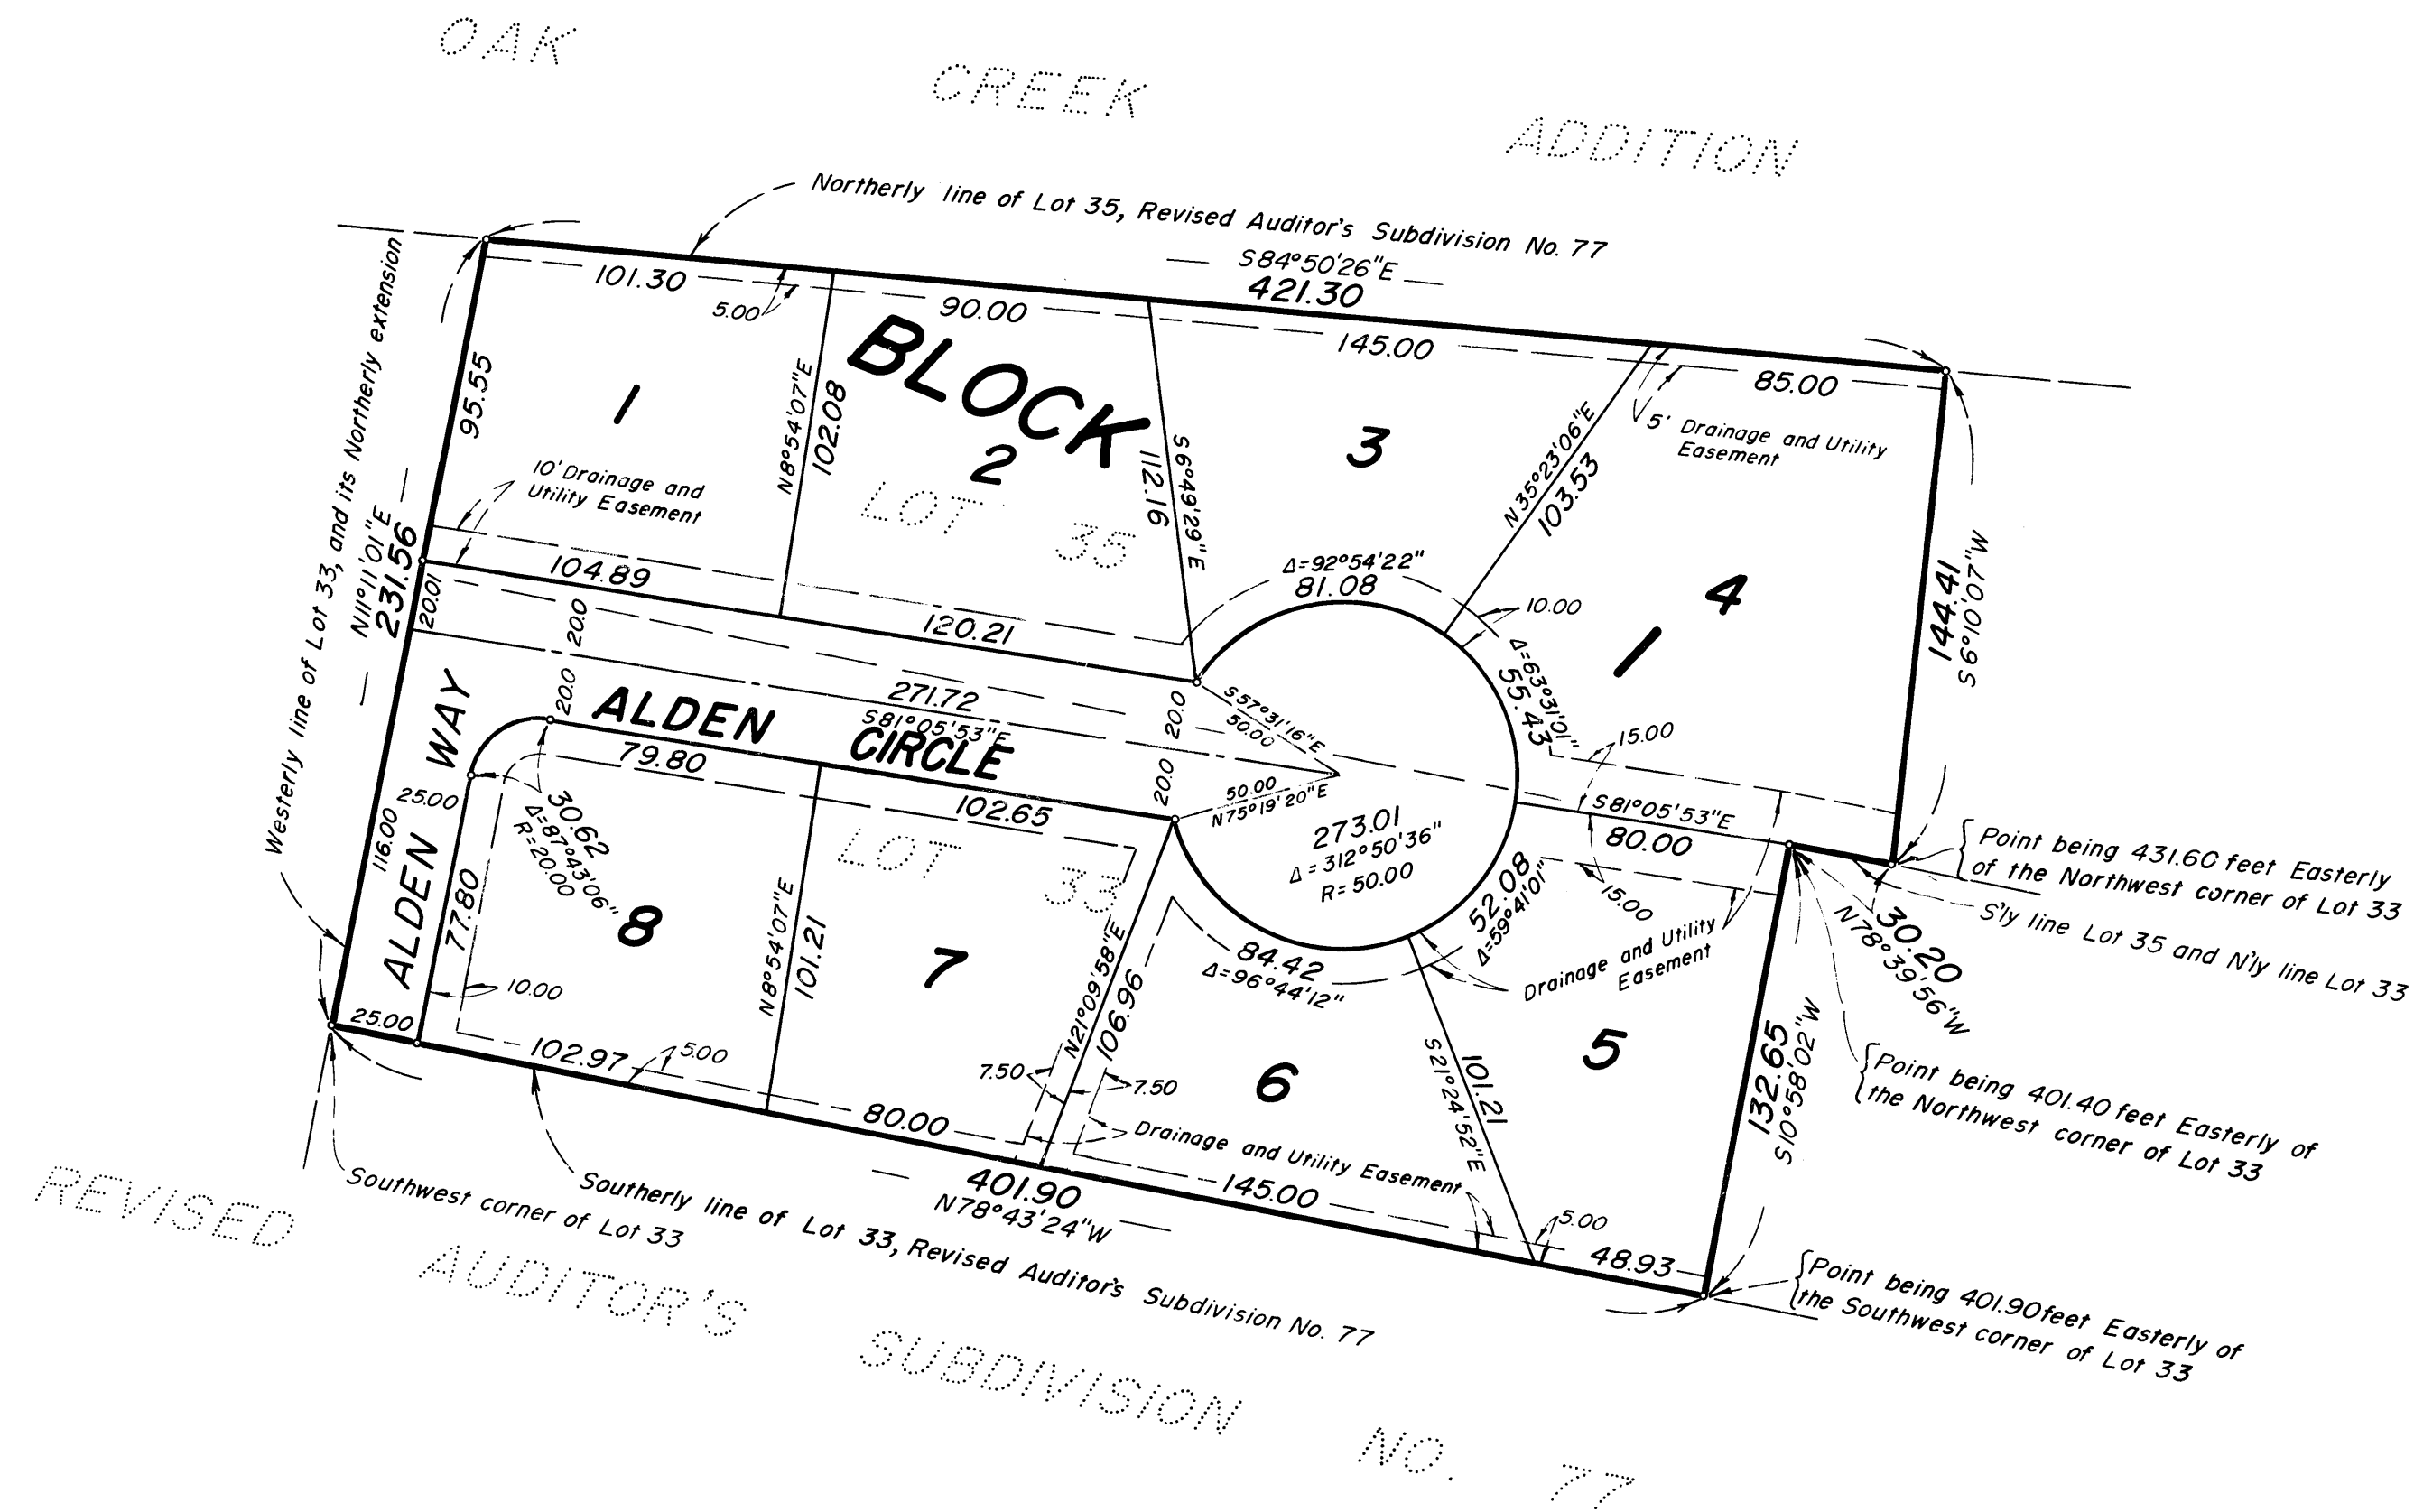 OAK CREEK ADDITION
Northerly line of Lot 35, Revised Auditor's Subdivision No. 77
S84°50'26"E
421.30
101.30
5.00
90.00
145.00
85.00
Westerly line of Lot 33, and its Northerly extension
N11°11'01"E
231.56
95.55
1
N8°54'07"E
102.08
BLOCK
2
LOT 35
S6°49'29"E
112.16
3
N35°23'06"E
103.53
5' Drainage and Utility
Easement
10' Drainage and
Utility Easement
104.89
120.21
Δ=92°54'22"
81.08
10.00
4
1
144.41
S6°10'07"W
20.01
20.0
20.0
271.72
S81°05'53"E
ALDEN
CIRCLE
20.0
20.0
S57°31'16"E
50.00
50.00
N75°19'20"E
Δ=63°31'01"
55.43
15.00
S81°05'53"E
80.00
15.00
273.01
Δ=312°50'36"
R=50.00
79.80
102.65
ALDEN WAY
25.00
116.00
77.80
30.62
Δ=87°43'06"
R=20.00
8
LOT 33
N8°54'07"E
101.21
7
10.00
25.00
102.97
5.00
80.00
N21°09'58"E
106.96
7.50
7.50
84.42
Δ=96°44'12"
52.08
Δ=59°41'01"
Drainage and Utility
Easement
6
Drainage and Utility Easement
145.00
S21°24'52"E
101.21
5
5.00
48.93
132.65
S10°58'02"W
30.20
N78°39'56"W
Point being 431.60 feet Easterly
of the Northwest corner of Lot 33
S'ly line Lot 35 and N'ly line Lot 33
Point being 401.40 feet Easterly of
the Northwest corner of Lot 33
Point being 401.90 feet Easterly of
the Southwest corner of Lot 33
Southwest corner of Lot 33
Southerly line of Lot 33, Revised Auditor's Subdivision No. 77
401.90
N78°43'24"W
REVISED AUDITOR'S SUBDIVISION NO. 77